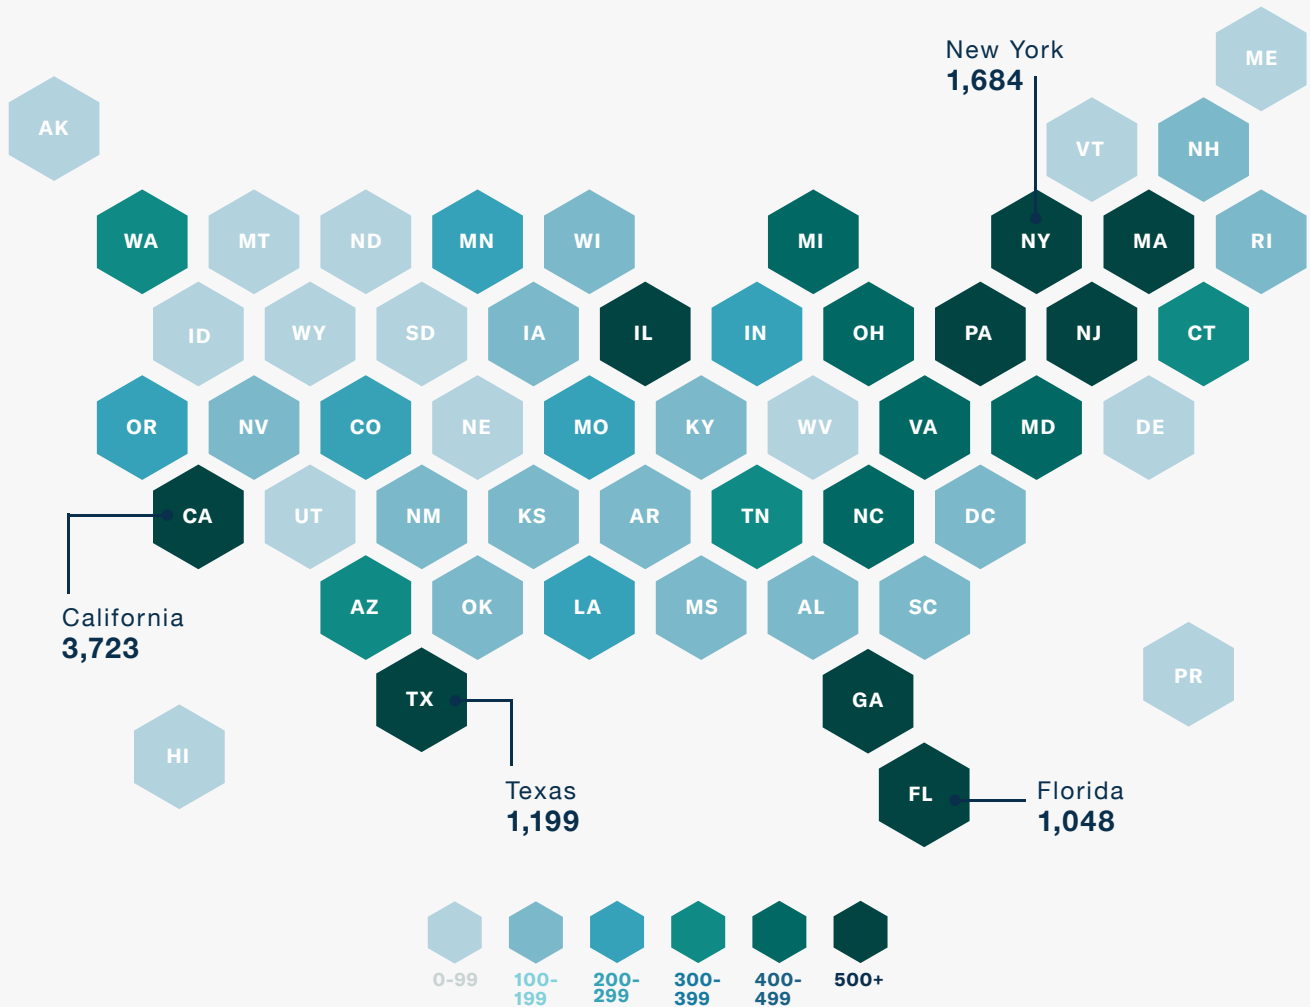 New York
1,684
ME
AK
VT
NH
WA
MT
ND
MN
WI
MI
NY
MA
RI
ID
WY
SD
IA
IL
IN
OH
PA
NJ
CT
OR
NV
CO
NE
MO
KY
WV
VA
MD
DE
CA
UT
NM
KS
AR
TN
NC
DC
AZ
OK
LA
MS
AL
SC
California
3,723
PR
TX
GA
HI
Texas
1,199
FL
Florida
1,048
0-99
100-
199
200-
299
300-
399
400-
499
500+